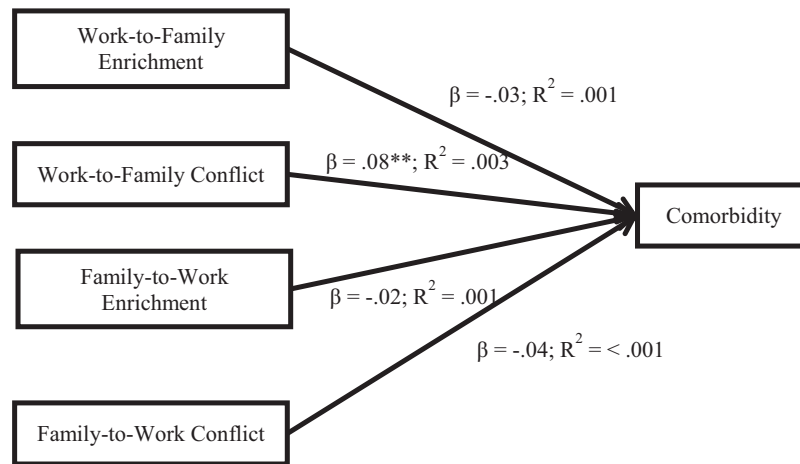 Work-to-Family
Enrichment
β = -.03; R² = .001
Work-to-Family Conflict
β = .08**; R² = .003
Comorbidity
Family-to-Work
Enrichment
β = -.02; R² = .001
β = -.04; R² = < .001
Family-to-Work Conflict